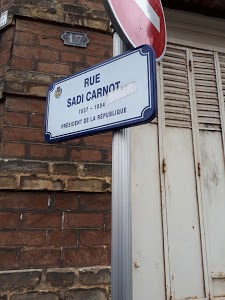 17
RUE
SADI CARNOT
1837 - 1894
PRÉSIDENT DE LA RÉPUBLIQUE